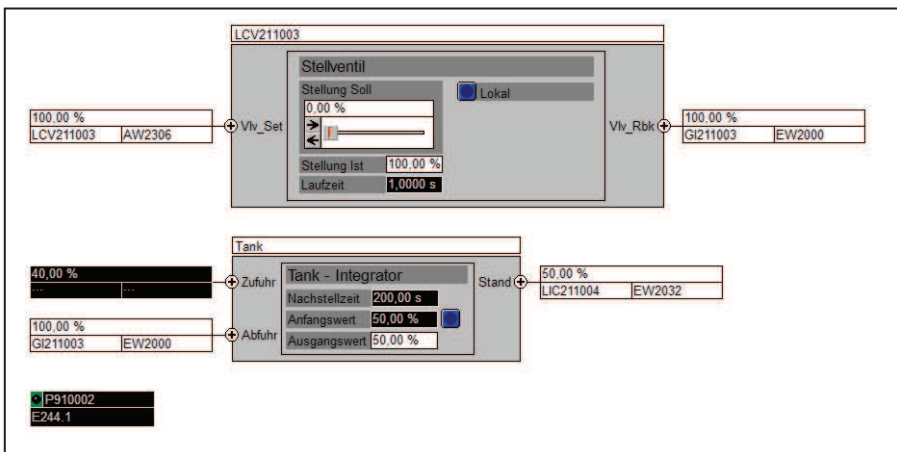 LCV211003
Stellventil
Stellung Soll
0,00 %
Lokal
100,00 %
LCV211003 AW2306
Vlv_Set
Vlv_Rbk
100,00 %
GI211003 EW2000
Stellung Ist 100,00 %
Laufzeit 1,0000 s
Tank
40,00 %
--- ---
Zufuhr
Tank - Integrator
Stand
50,00 %
LIC211004 EW2032
Nachstellzeit 200,00 s
Anfangswert 50,00 %
Ausgangswert 50,00 %
100,00 %
GI211003 EW2000
Abfuhr
P910002
E244.1